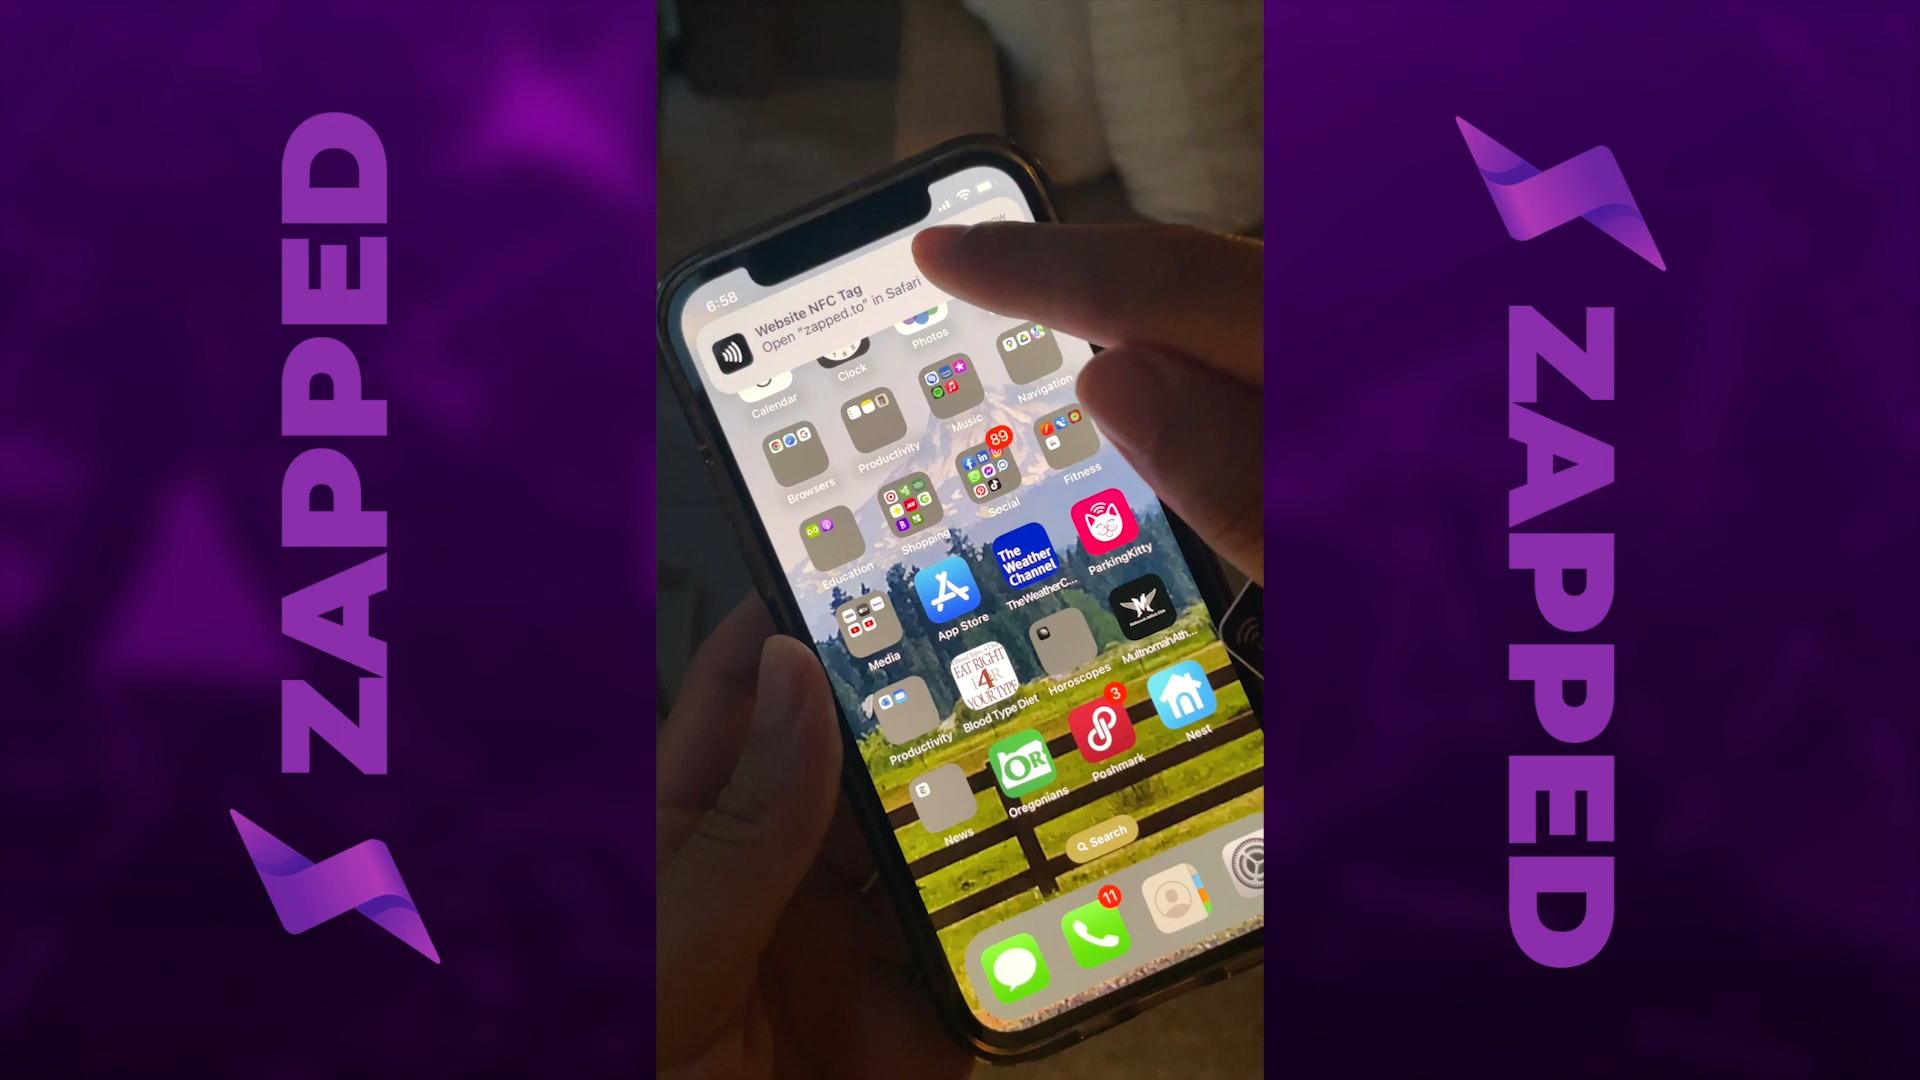 ZAPPED
6:58
Website NFC Tag
Open "zapped.to" in Safari
Calendar
Clock
Photos
Browsers
Productivity
Music
89
Navigation
Education
Shopping
Social
Fitness
Media
App Store
The
Weather
Channel
TheWeatherC...
ParkingKitty
Productivity
EAT RIGHT
4
YOUR TYPE
Blood Type Diet
Horoscopes
MultnomahAth...
News
OR
Oregonians
3
Poshmark
Nest
Search
11
ZAPPED